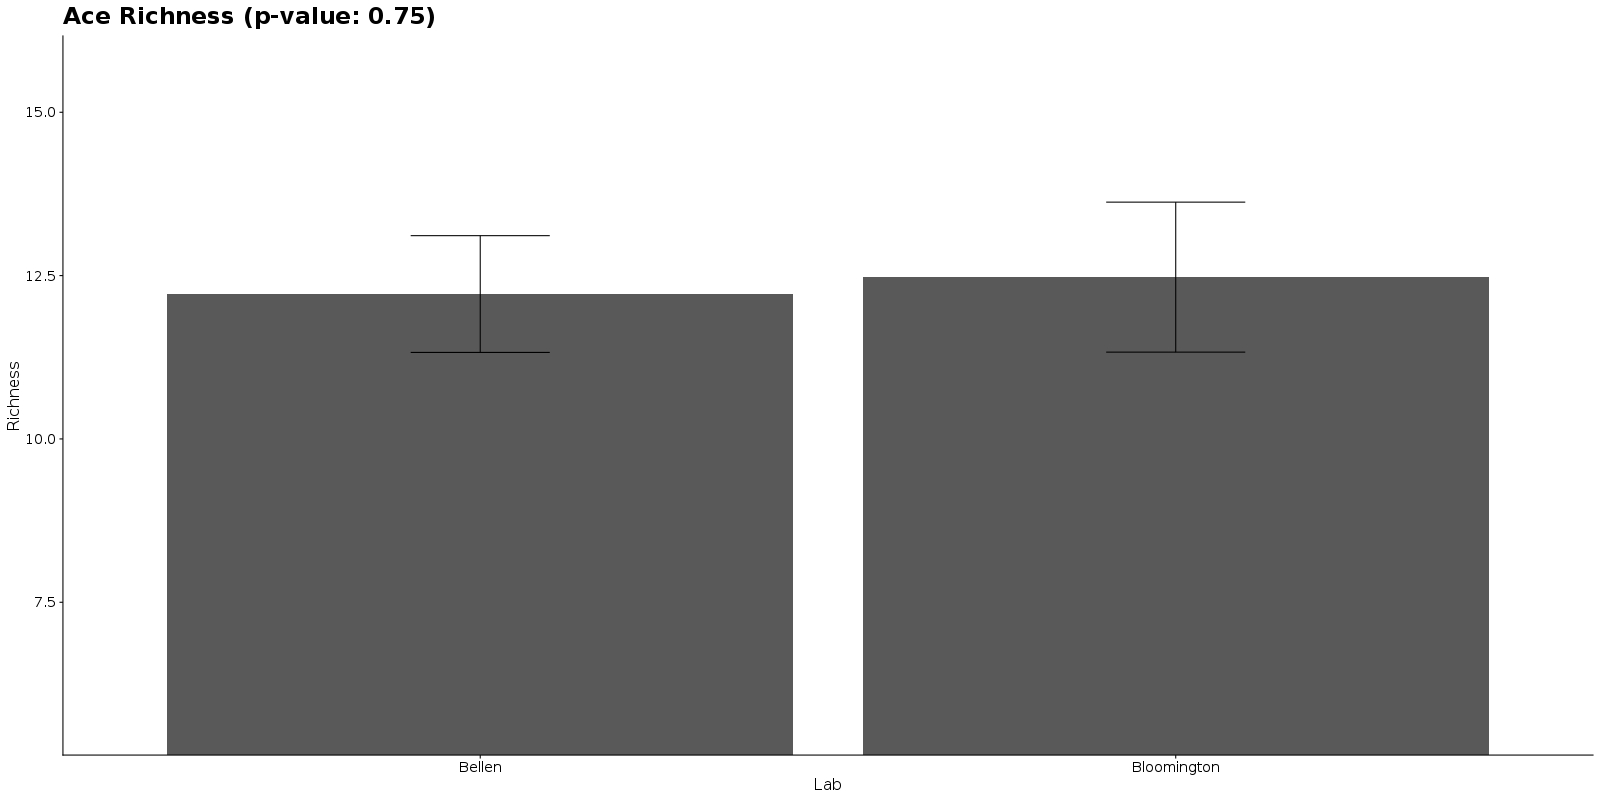 Ace Richness (p-value: 0.75)
Richness
15.0
12.5
10.0
7.5
Bellen
Bloomington
Lab